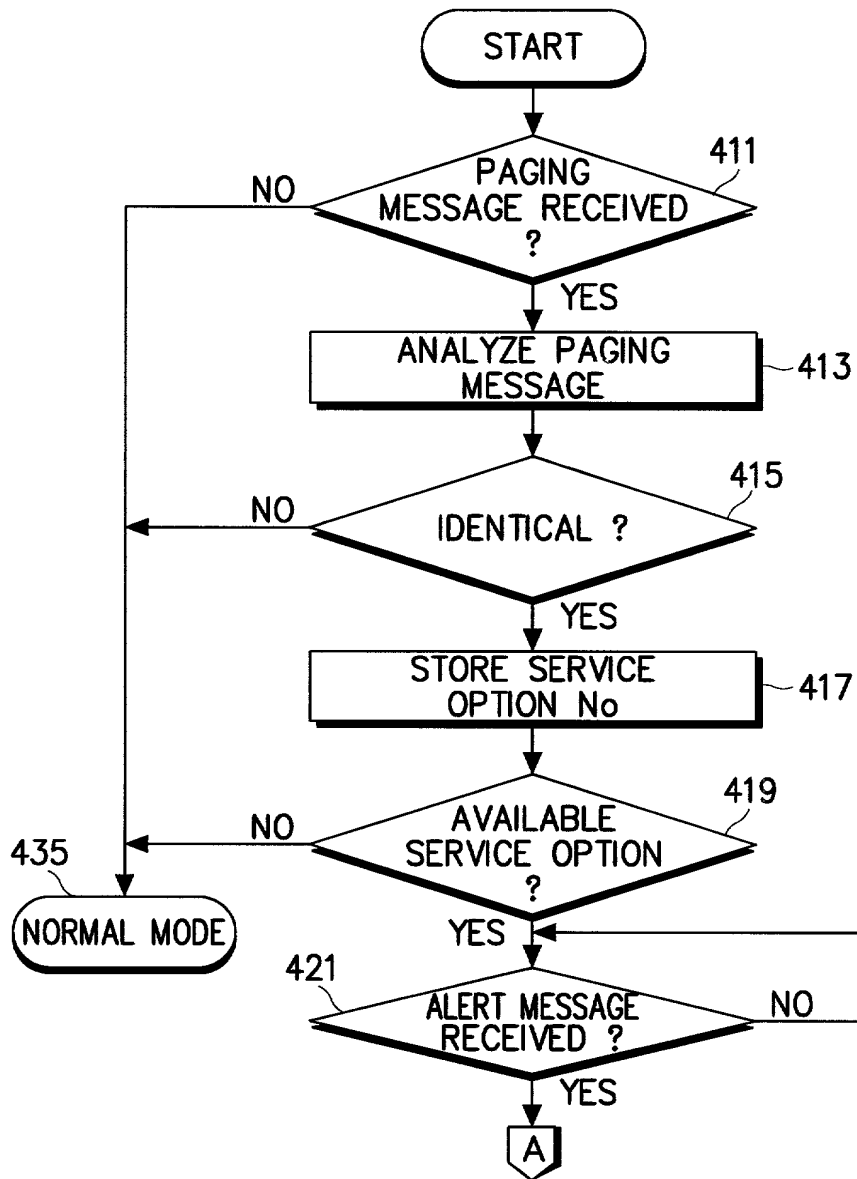 START
411
PAGING
MESSAGE RECEIVED
?
NO
YES
ANALYZE PAGING
MESSAGE
413
415
NO
IDENTICAL ?
YES
STORE SERVICE
OPTION No
417
419
NO
AVAILABLE
SERVICE OPTION
?
435
NORMAL MODE
YES
421
ALERT MESSAGE
RECEIVED ?
NO
YES
A